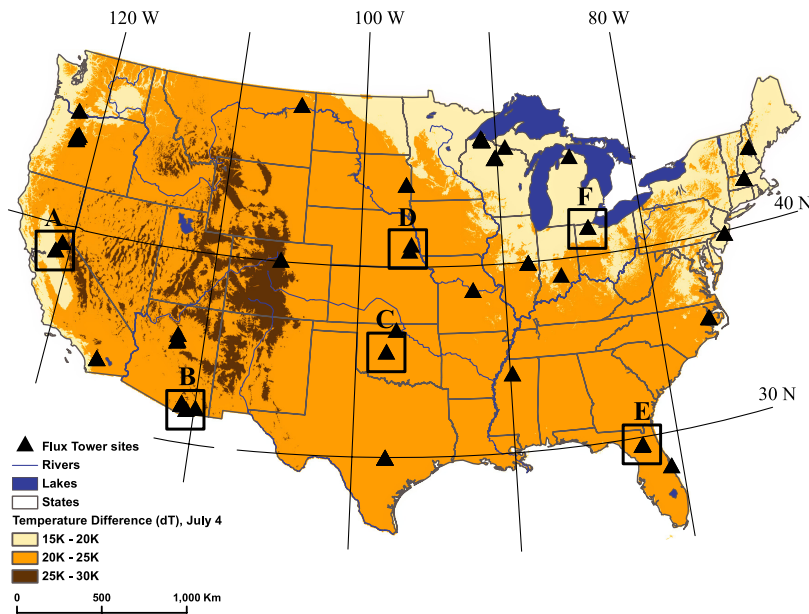 120 W
100 W
80 W
A
F
40 N
D
C
B
30 N
E
Flux Tower sites
Rivers
Lakes
States
Temperature Difference (dT), July 4
15K - 20K
20K - 25K
25K - 30K
0 500 1,000 Km